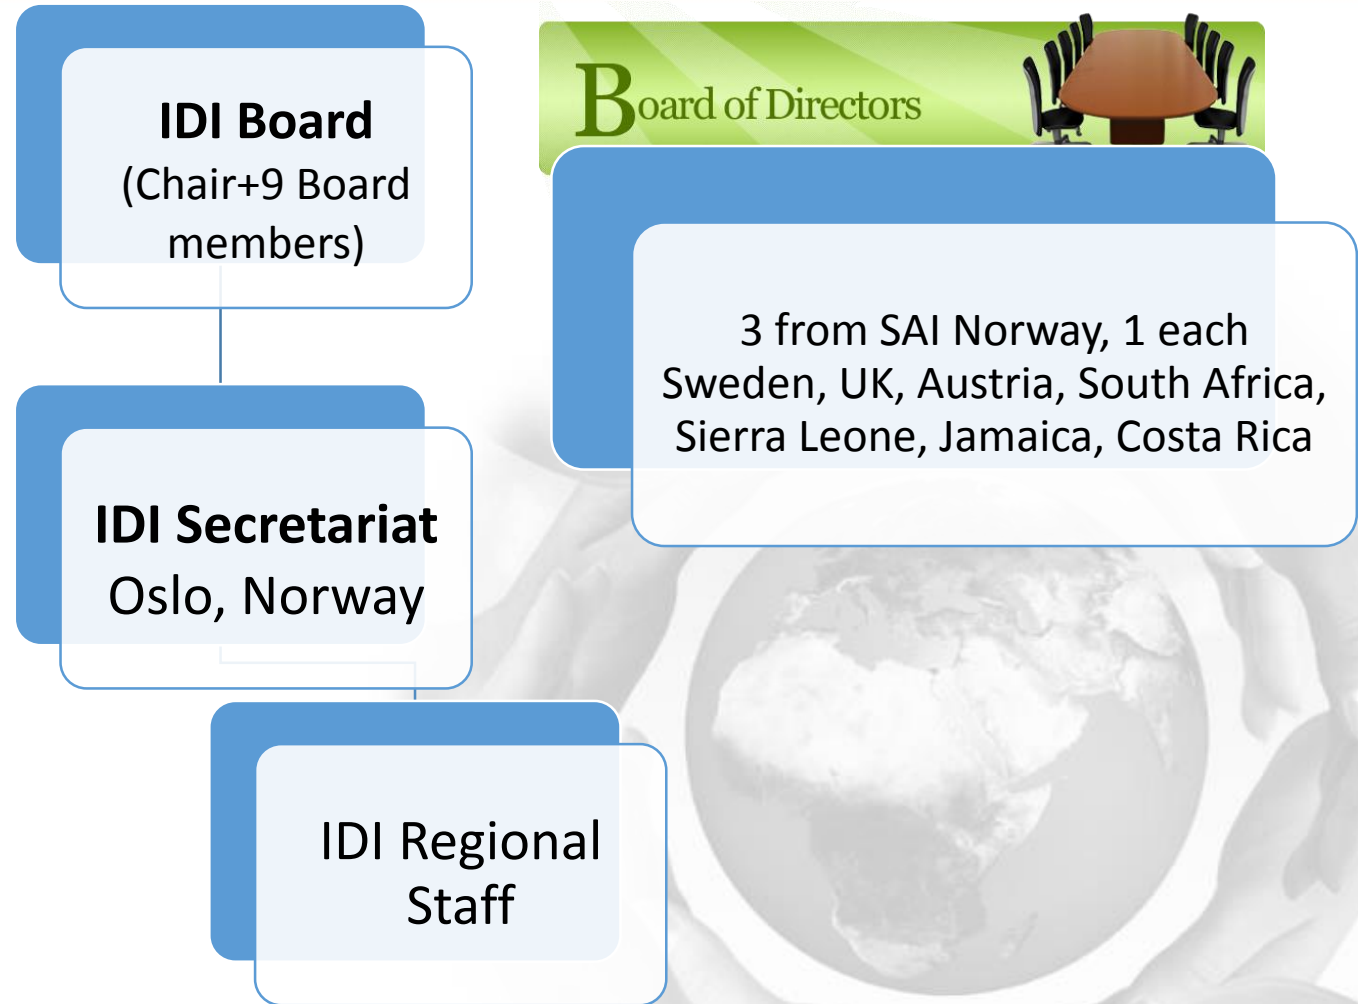 IDI Board
(Chair+9 Board
members)
Board of Directors
3 from SAI Norway, 1 each
Sweden, UK, Austria, South Africa,
Sierra Leone, Jamaica, Costa Rica
IDI Secretariat
Oslo, Norway
IDI Regional
Staff